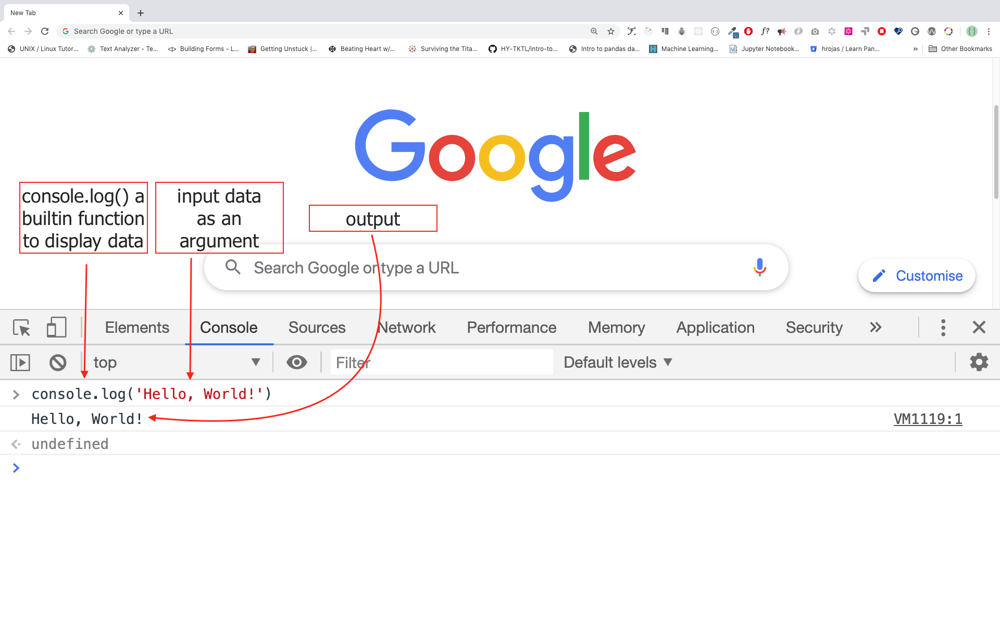 New Tab
Search Google or type a URL
UNIX / Linux Tutor... Text Analyzer - Te... Building Forms - L... Getting Unstuck |... Beating Heart w/... Surviving the Tita... HY-TKTL/intro-to... Intro to pandas da... Machine Learning... Jupyter Notebook... hrojas / Learn Pan... » Other Bookmarks
Google
console.log() a
builtin function
to display data
input data
as an
argument
output
Search Google or type a URL
Customise
Elements Console Sources Network Performance Memory Application Security »
top Filter Default levels
> console.log('Hello, World!')
Hello, World! VM1119:1
undefined
>